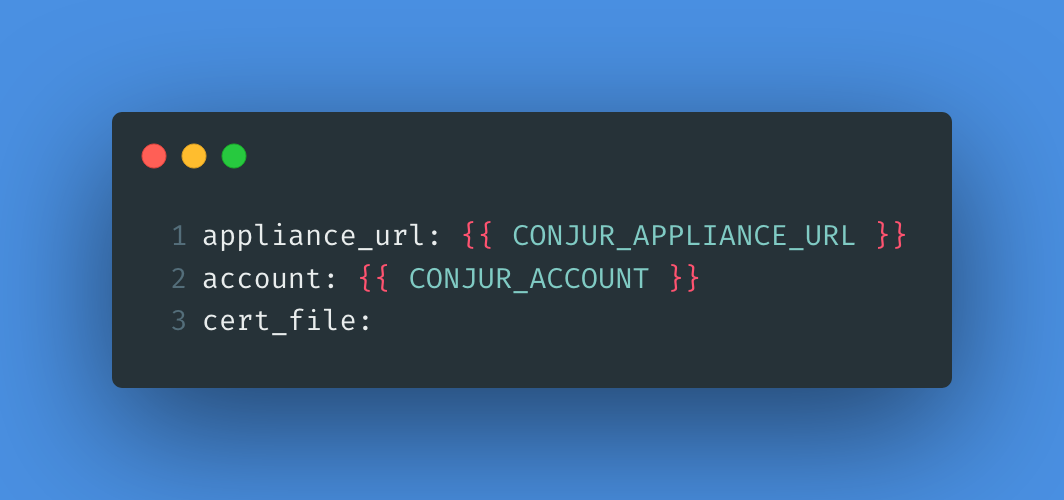 1 appliance_url: {{ CONJUR_APPLIANCE_URL }}
2 account: {{ CONJUR_ACCOUNT }}
3 cert_file: